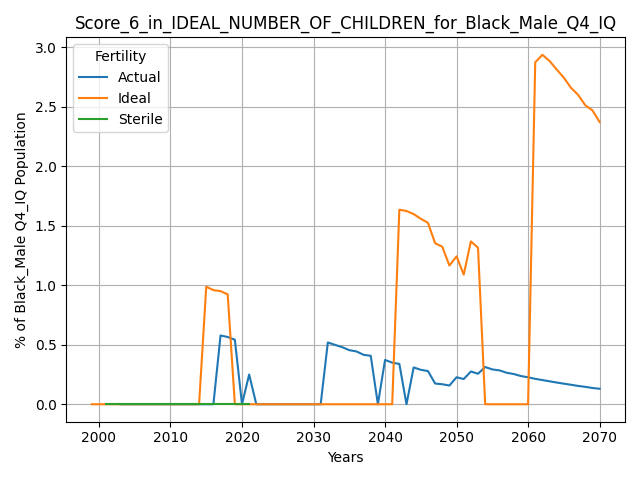 Score_6_in_IDEAL_NUMBER_OF_CHILDREN_for_Black_Male_Q4_IQ
Fertility
Actual
Ideal
Sterile
3.0
2.5
2.0
1.5
1.0
0.5
0.0
% of Black_Male Q4_IQ Population
2000 2010 2020 2030 2040 2050 2060 2070
Years